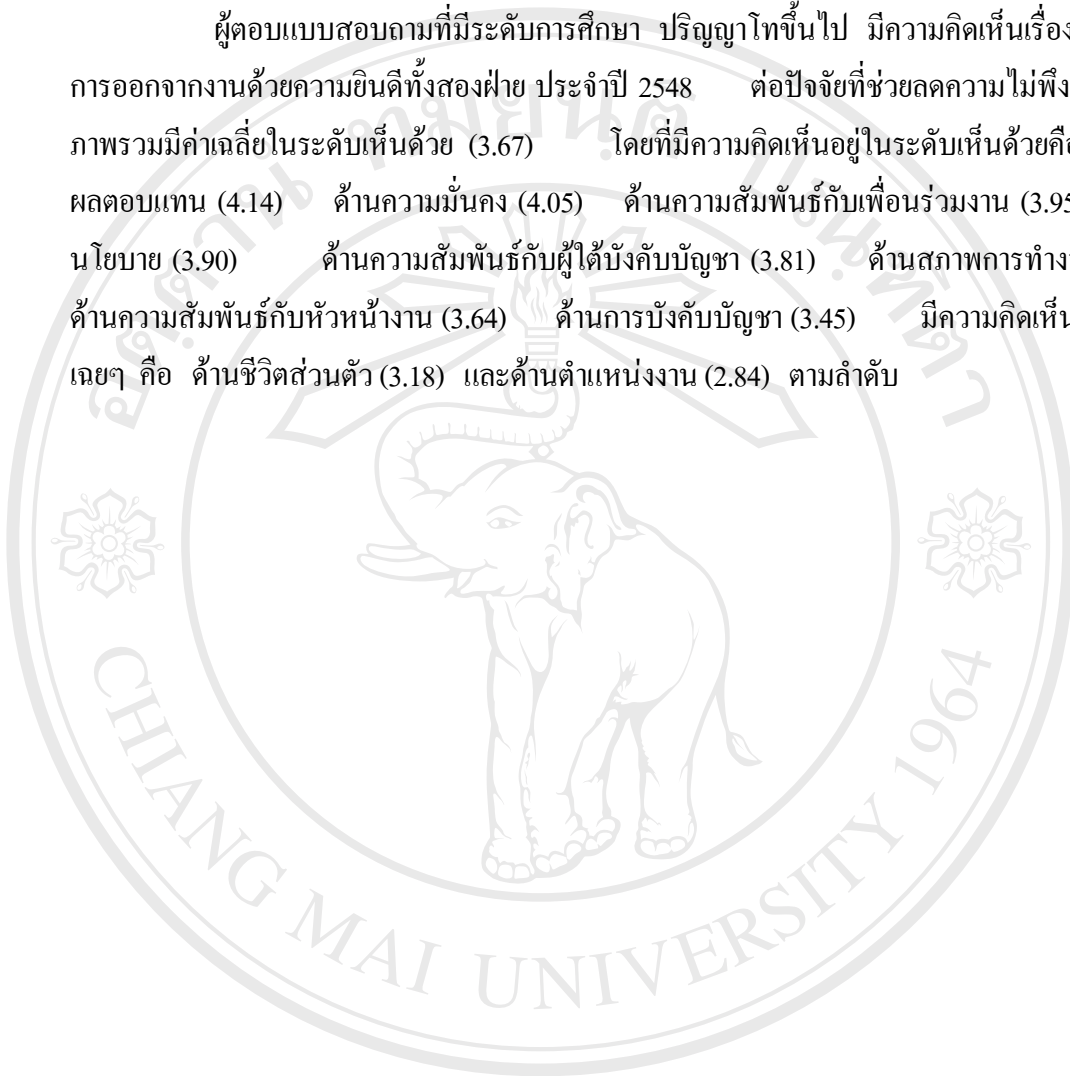 ผู้ตอบแบบสอบถามที่มีระดับการศึกษา ปริญญาโทขึ้นไป มีความคิดเห็นเรื่อง
การออกจากงานด้วยความยินดีทั้งสองฝ่าย ประจำปี 2548 ต่อปัจจัยที่ช่วยลดความไม่พึง
ภาพรวมมีค่าเฉลี่ยในระดับเห็นด้วย (3.67) โดยที่มีความคิดเห็นอยู่ในระดับเห็นด้วยคือ
ผลตอบแทน (4.14) ด้านความมั่นคง (4.05) ด้านความสัมพันธ์กับเพื่อนร่วมงาน (3.95
นโยบาย (3.90) ด้านความสัมพันธ์กับผู้ใต้บังคับบัญชา (3.81) ด้านสภาพการทำง
ด้านความสัมพันธ์กับหัวหน้างาน (3.64) ด้านการบังคับบัญชา (3.45) มีความคิดเห็น
เฉยๆ คือ ด้านชีวิตส่วนตัว (3.18) และด้านตำแหน่งงาน (2.84) ตามลำดับ
อตฺตานํ ทมยนฺติ ปณฺฑิตา
CHIANG MAI UNIVERSITY 1964